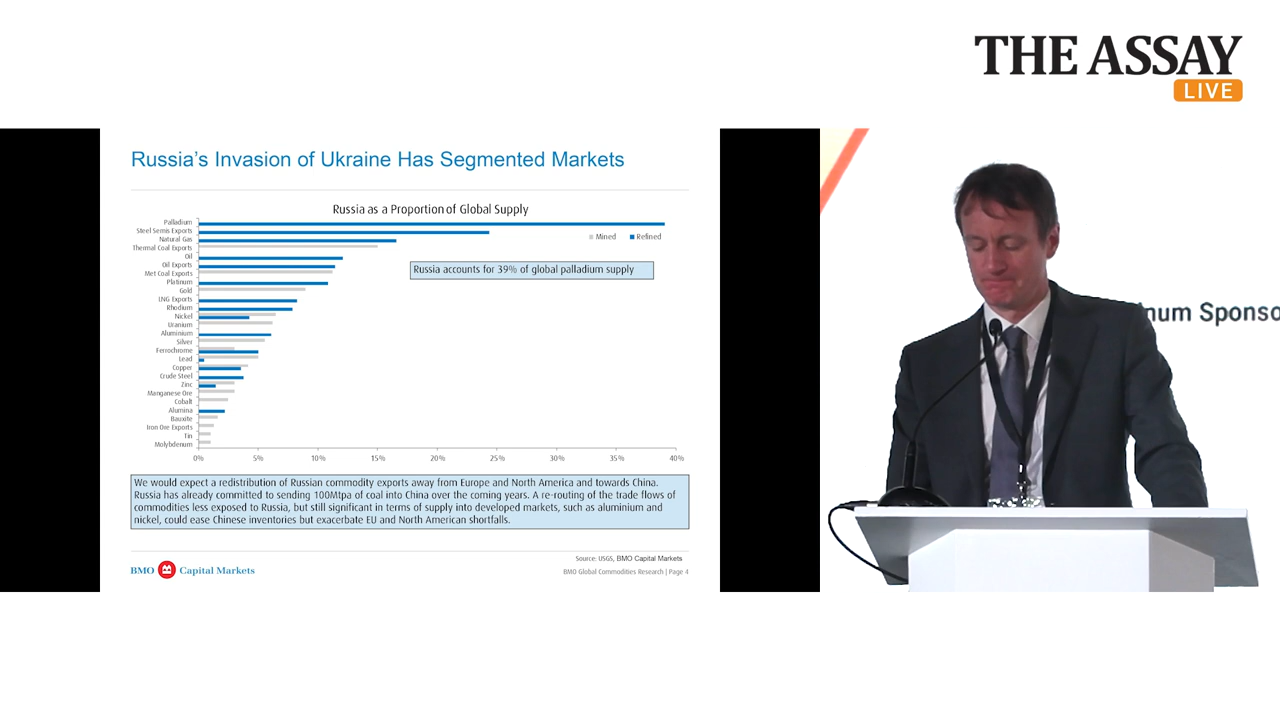 THE ASSAY
LIVE
Russia's Invasion of Ukraine Has Segmented Markets
Russia as a Proportion of Global Supply
Mined
Refined
Palladium
Steel Semis Exports
Natural Gas
Thermal Coal Exports
Oil
Oil Exports
Met Coal Exports
Platinum
Gold
LNG Exports
Rhodium
Nickel
Uranium
Aluminium
Silver
Ferrochrome
Lead
Copper
Crude Steel
Zinc
Manganese Ore
Cobalt
Alumina
Bauxite
Iron Ore Exports
Tin
Molybdenum
Russia accounts for 39% of global palladium supply
0% 5% 10% 15% 20% 25% 30% 35% 40%
We would expect a redistribution of Russian commodity exports away from Europe and North America and towards China.
Russia has already committed to sending 100Mtpa of coal into China over the coming years. A re-routing of the trade flows of
commodities less exposed to Russia, but still significant in terms of supply into developed markets, such as aluminium and
nickel, could ease Chinese inventories but exacerbate EU and North American shortfalls.
Source: USGS, BMO Capital Markets
BMO Capital Markets
BMO Global Commodities Research | Page 4
num Sponso